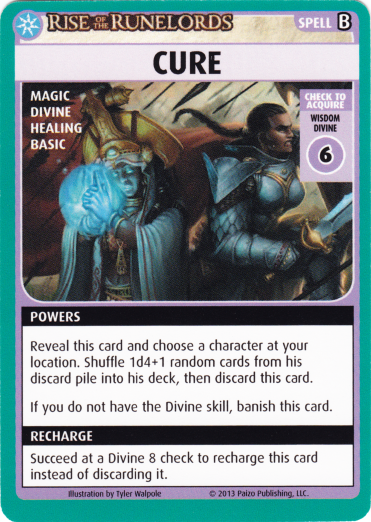 RISE OF THE RUNELORDS SPELL B
CURE
MAGIC
DIVINE
HEALING
BASIC
CHECK TO
ACQUIRE
WISDOM
DIVINE
6
POWERS
Reveal this card and choose a character at your
location. Shuffle 1d4+1 random cards from his
discard pile into his deck, then discard this card.
If you do not have the Divine skill, banish this card.
RECHARGE
Succeed at a Divine 8 check to recharge this card
instead of discarding it.
Illustration by Tyler Walpole © 2013 Paizo Publishing, LLC.